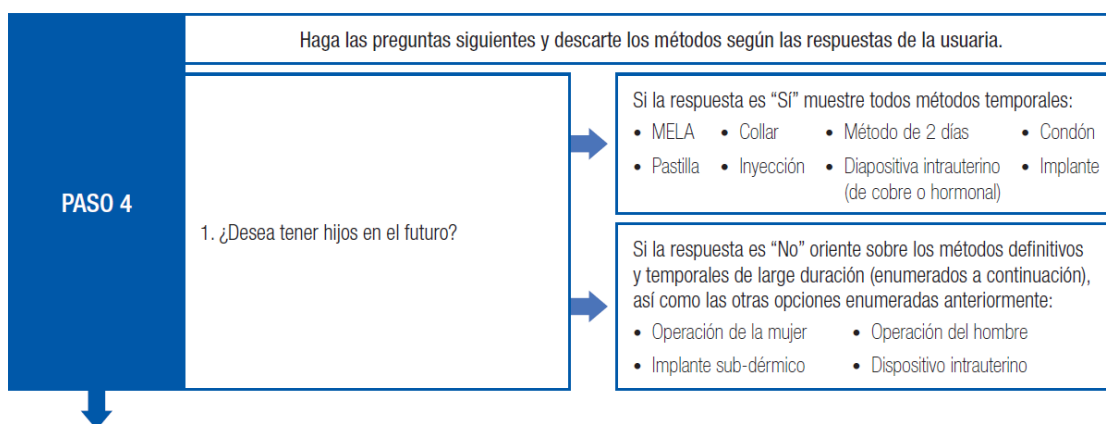 Haga las preguntas siguientes y descarte los métodos según las respuestas de la usuaria.
PASO 4
1. ¿Desea tener hijos en el futuro?
Si la respuesta es “Sí” muestre todos métodos temporales:
• MELA • Collar • Método de 2 días • Condón
• Pastilla • Inyección • Diapositiva intrauterino • Implante
(de cobre o hormonal)
Si la respuesta es “No” oriente sobre los métodos definitivos
y temporales de large duración (enumerados a continuación),
así como las otras opciones enumeradas anteriormente:
• Operación de la mujer • Operación del hombre
• Implante sub-dérmico • Dispositivo intrauterino